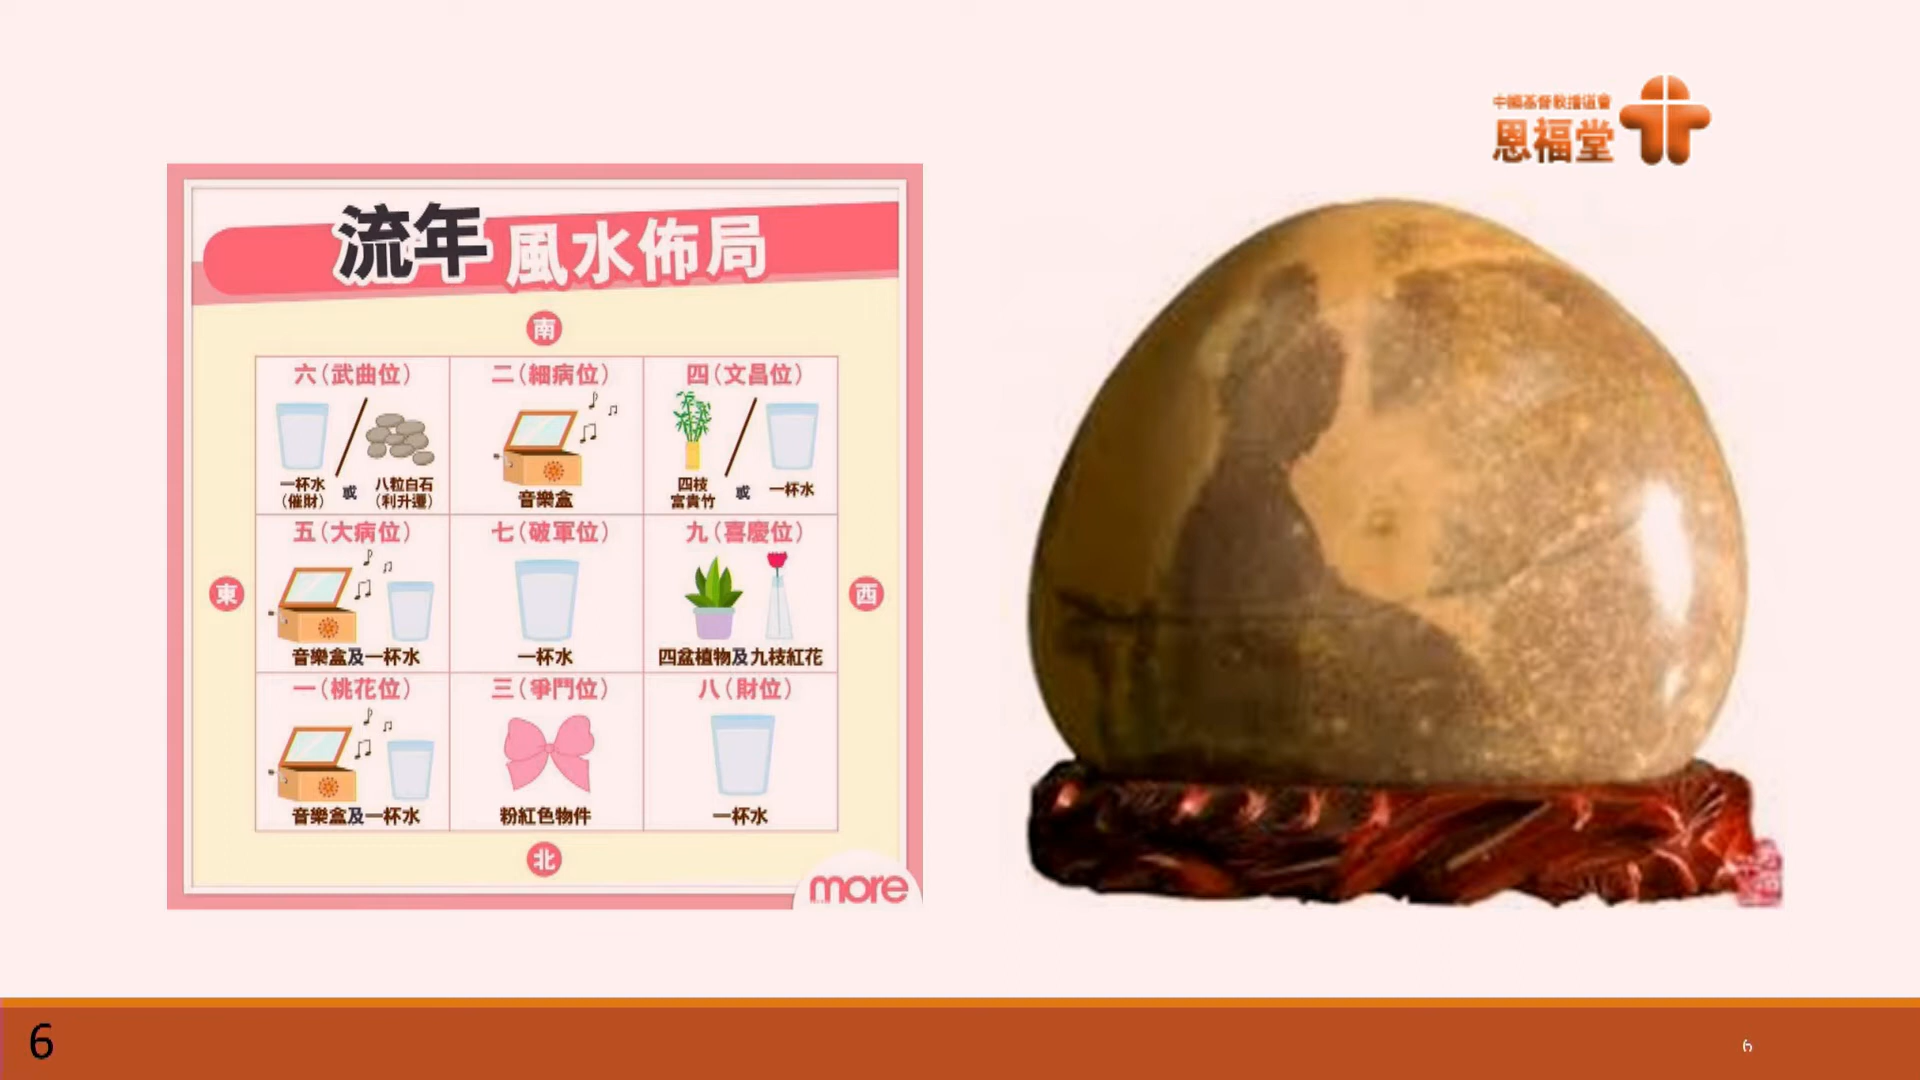 中國基督教播道會
恩福堂
流年風水佈局
南
六(武曲位)
一杯水
(催財)
或
八粒白石
(利升遷)
二(細病位)
音樂盒
四(文昌位)
四枝
富貴竹
或
一杯水
東
五(大病位)
音樂盒及一杯水
七(破軍位)
一杯水
九(喜慶位)
四盆植物及九枝紅花
西
一(桃花位)
音樂盒及一杯水
三(爭鬥位)
粉紅色物件
八(財位)
一杯水
北
more
6
6